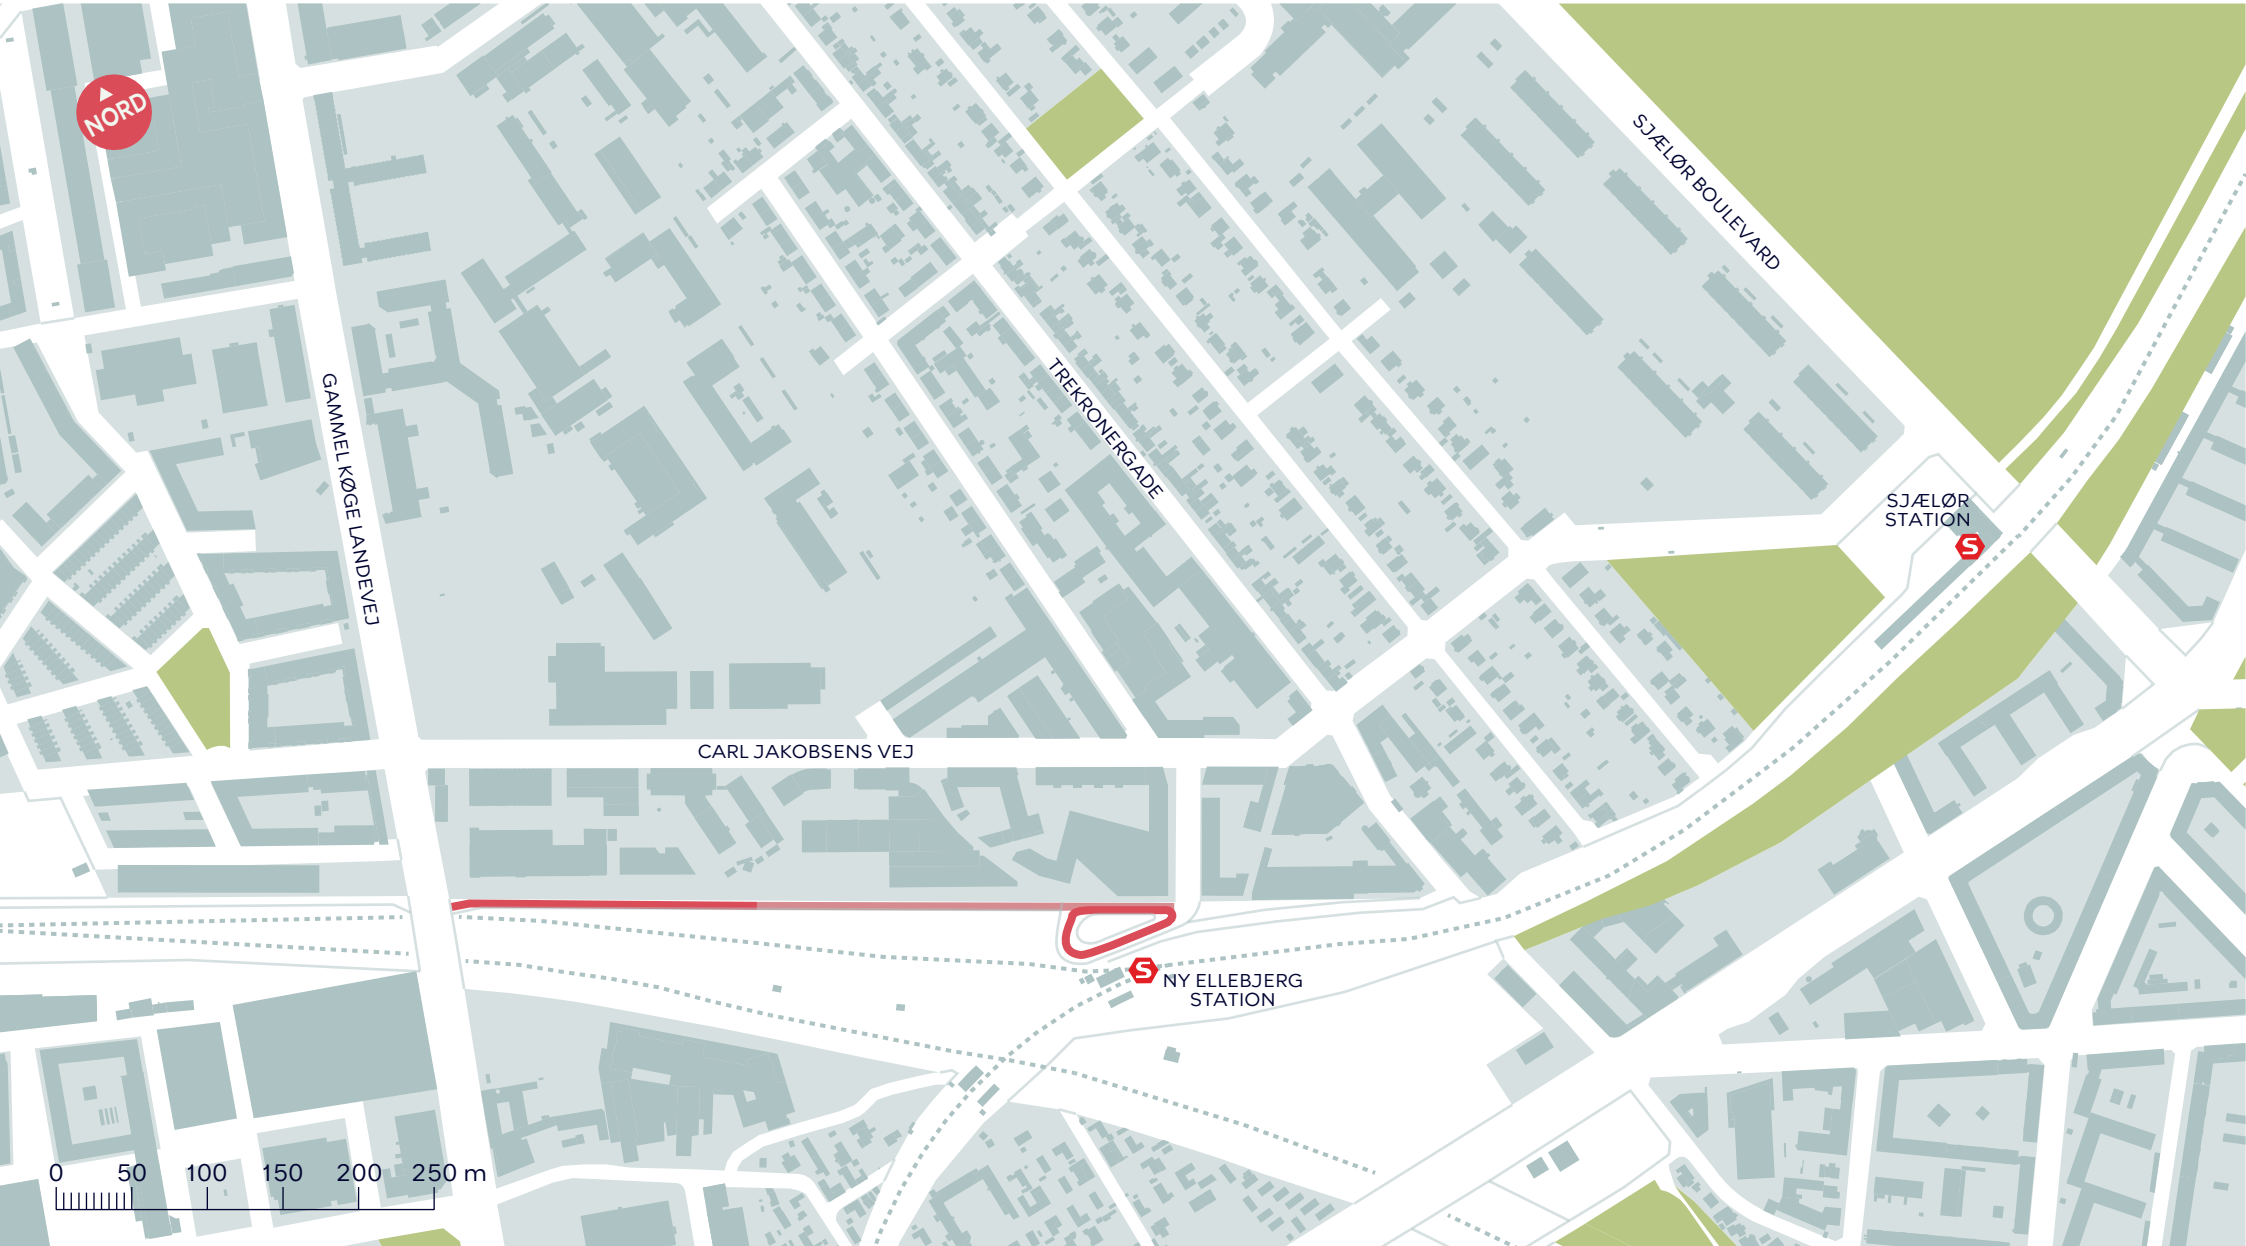 NORD
SJÆLØR BOULEVARD
GAMMEL KØGE LANDEVEJ
TREKRONERGADE
SJÆLØR
STATION
S
CARL JAKOBSENS VEJ
S
NY ELLEBJERG
STATION
0 50 100 150 200 250 m